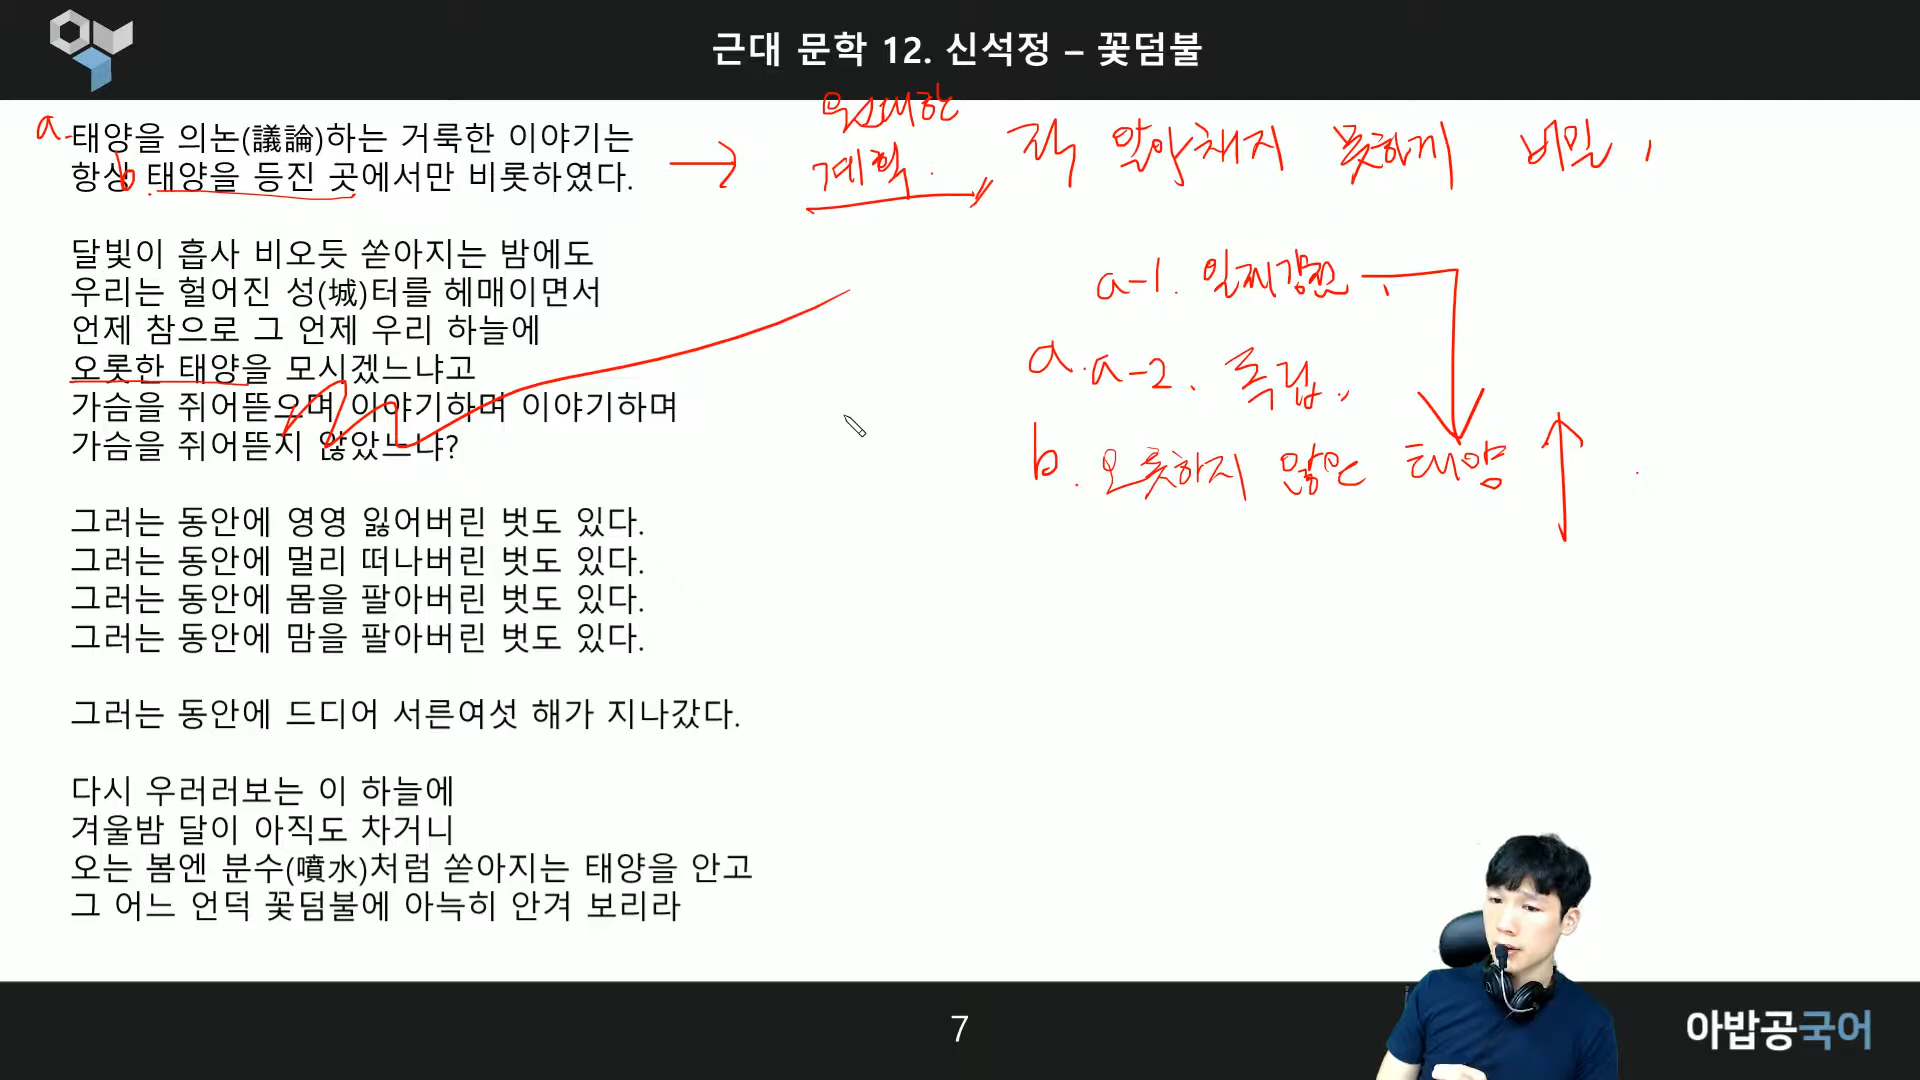 근대 문학 12. 신석정 – 꽃덤불
a. 태양을 의논(議論)하는 거룩한 이야기는
항상 b. 태양을 등진 곳에서만 비롯하였다.
원대한
계획.
적 알아채지 못하게 비밀,
달빛이 흡사 비오듯 쏟아지는 밤에도
우리는 헐어진 성(城)터를 헤매이면서
언제 참으로 그 언제 우리 하늘에
오롯한 태양을 모시겠느냐고
가슴을 쥐어뜯으며 이야기하며 이야기하며
가슴을 쥐어뜯지 않았느냐?
a-1. 일제강점
a. a-2. 독립.
b. 오롯하지 않은 태양
그러는 동안에 영영 잃어버린 벗도 있다.
그러는 동안에 멀리 떠나버린 벗도 있다.
그러는 동안에 몸을 팔아버린 벗도 있다.
그러는 동안에 맘을 팔아버린 벗도 있다.
그러는 동안에 드디어 서른여섯 해가 지나갔다.
다시 우러러보는 이 하늘에
겨울밤 달이 아직도 차거니
오는 봄엔 분수(噴水)처럼 쏟아지는 태양을 안고
그 어느 언덕 꽃덤불에 아늑히 안겨 보리라
7
아밥공국어